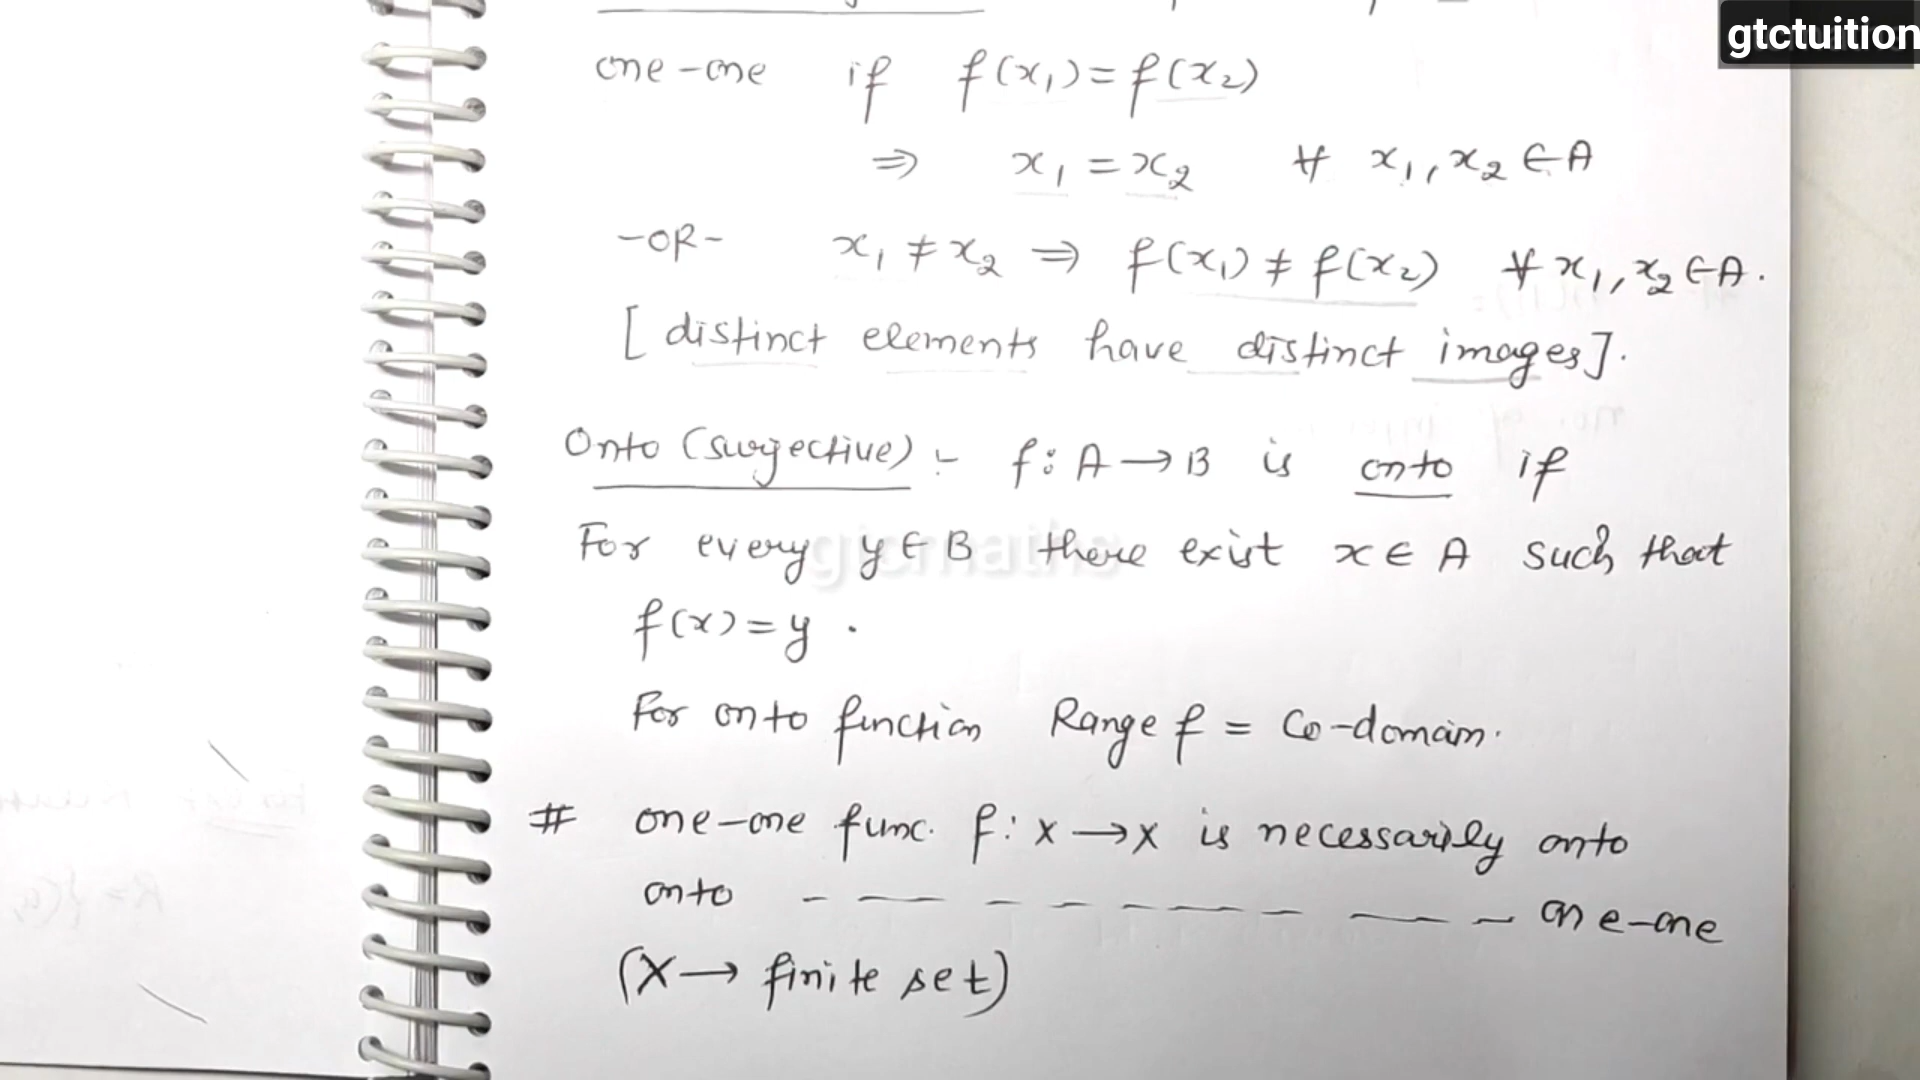 gtctuition
one-one if f(x₁)=f(x₂)
⇒ x₁ = x₂ ∀ x₁, x₂ ∈ A
-OR- x₁ ≠ x₂ ⇒ f(x₁) ≠ f(x₂) ∀ x₁, x₂ ∈ A.
[distinct elements have distinct images].
Onto (surjective) :- f: A → B is onto if
For every y ∈ B there exist x ∈ A such that
f(x) = y .
For onto function Range f = Co-domain.
# one-one func. f: X → X is necessarily onto
onto - — - - - — - — — - one-one
(X → finite set)
gtcmaths